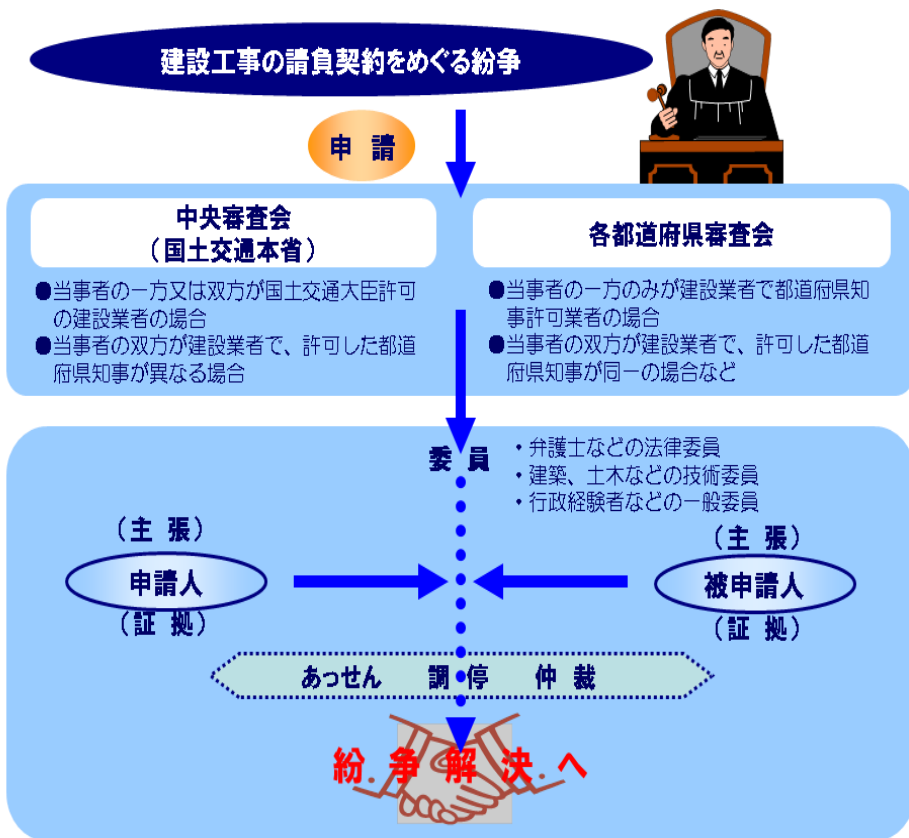 建設工事の請負契約をめぐる紛争
申 請
中央審査会
（国土交通本省）
●当事者の一方又は双方が国土交通大臣許可
の建設業者の場合
●当事者の双方が建設業者で、許可した都道
府県知事が異なる場合
各都道府県審査会
●当事者の一方のみが建設業者で都道府県知
事許可業者の場合
●当事者の双方が建設業者で、許可した都道
府県知事が同一の場合など
委 員
・弁護士などの法律委員
・建築、土木などの技術委員
・行政経験者などの一般委員
（主 張）
申請人
（証 拠）
（主 張）
被申請人
（証 拠）
あっせん 調 停 仲 裁
紛 争 解 決 へ